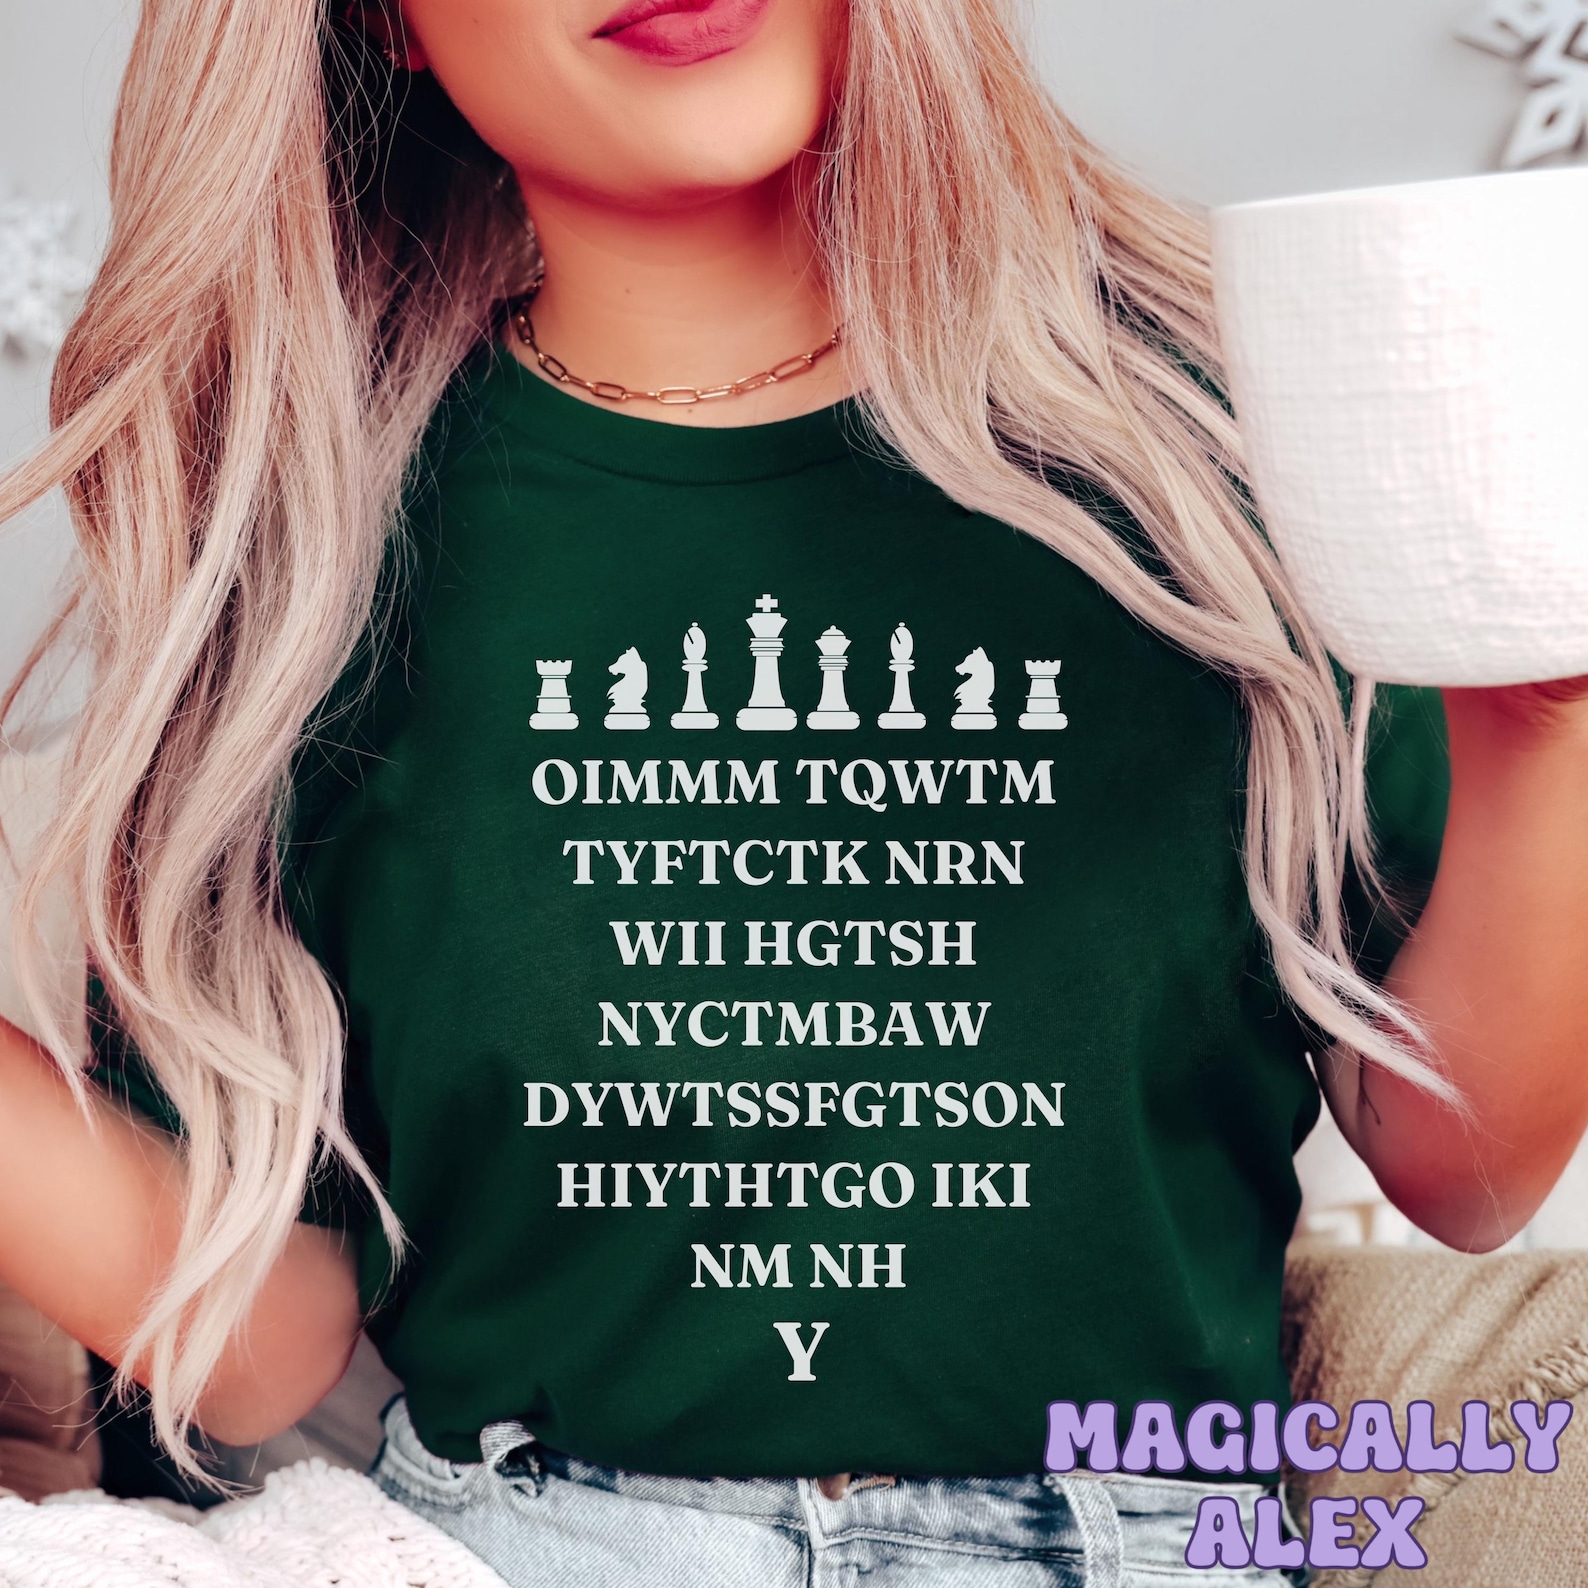 OIMMM TQWTM
TYFTCTK NRN
WII HGTSH
NYCTMBAW
DYWTSSFGTSON
HIYTHTGO IKI
NM NH
Y
MAGICALLY
ALEX